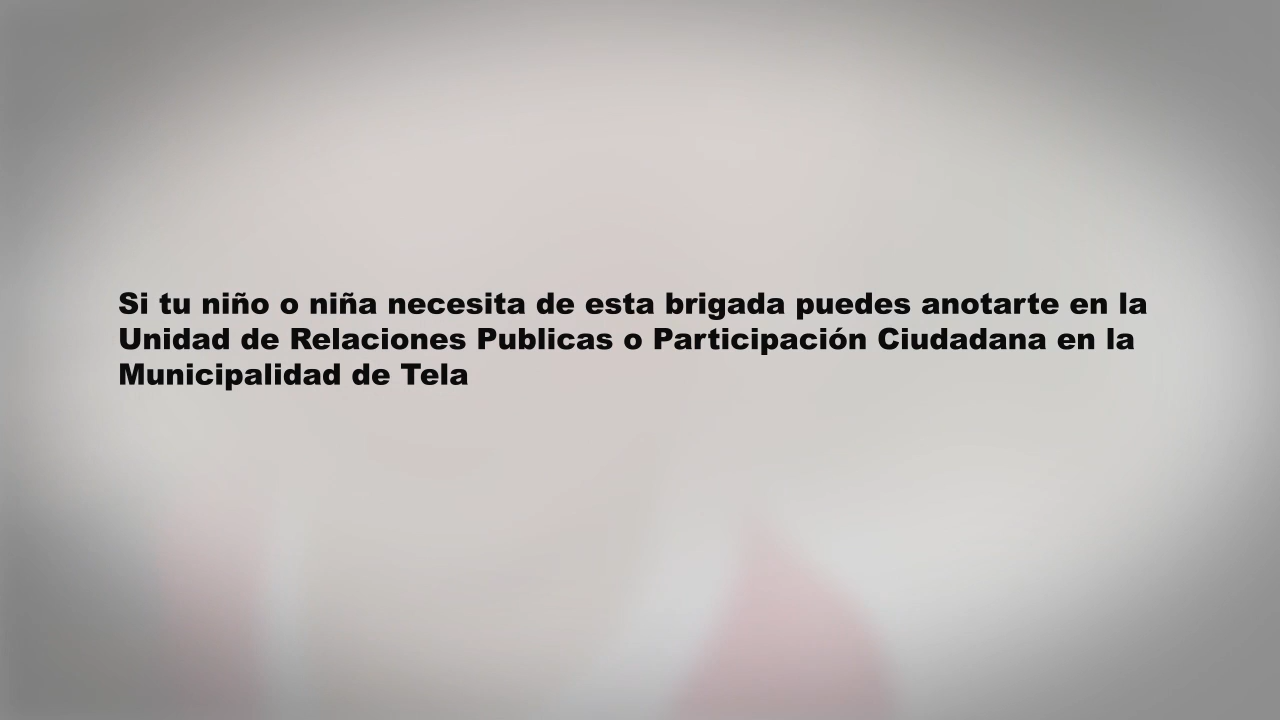 Si tu niño o niña necesita de esta brigada puedes anotarte en la
Unidad de Relaciones Publicas o Participación Ciudadana en la
Municipalidad de Tela